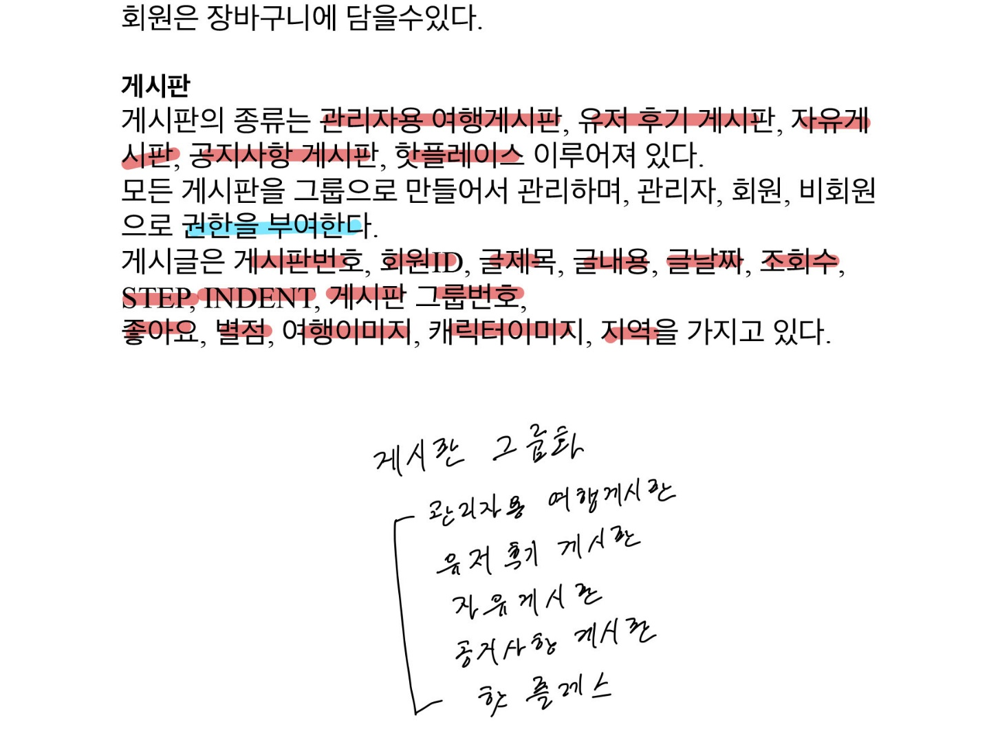 회원은 장바구니에 담을수있다.
게시판
게시판의 종류는 관리자용 여행게시판, 유저 후기 게시판, 자유게
시판, 공지사항 게시판, 핫플레이스 이루어져 있다.
모든 게시판을 그룹으로 만들어서 관리하며, 관리자, 회원, 비회원
으로 권한을 부여한다.
게시글은 게시판번호, 회원ID, 글제목, 글내용, 글날짜, 조회수,
STEP, INDENT, 게시판 그룹번호,
좋아요, 별점, 여행이미지, 캐릭터이미지, 지역을 가지고 있다.
게시판 그룹화
관리자용 여행게시판
유저 후기 게시판
자유게시판
공지사항 게시판
핫 플레스